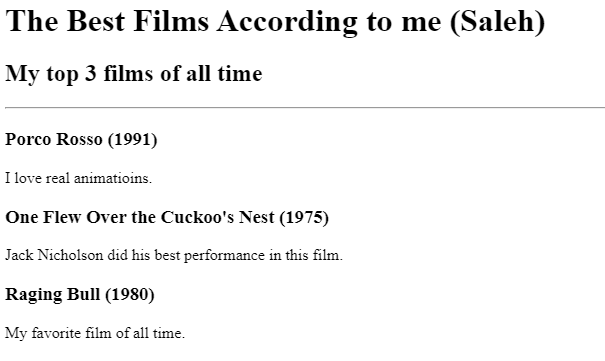 The Best Films According to me (Saleh)
My top 3 films of all time
Porco Rosso (1991)
I love real animatioins.
One Flew Over the Cuckoo's Nest (1975)
Jack Nicholson did his best performance in this film.
Raging Bull (1980)
My favorite film of all time.